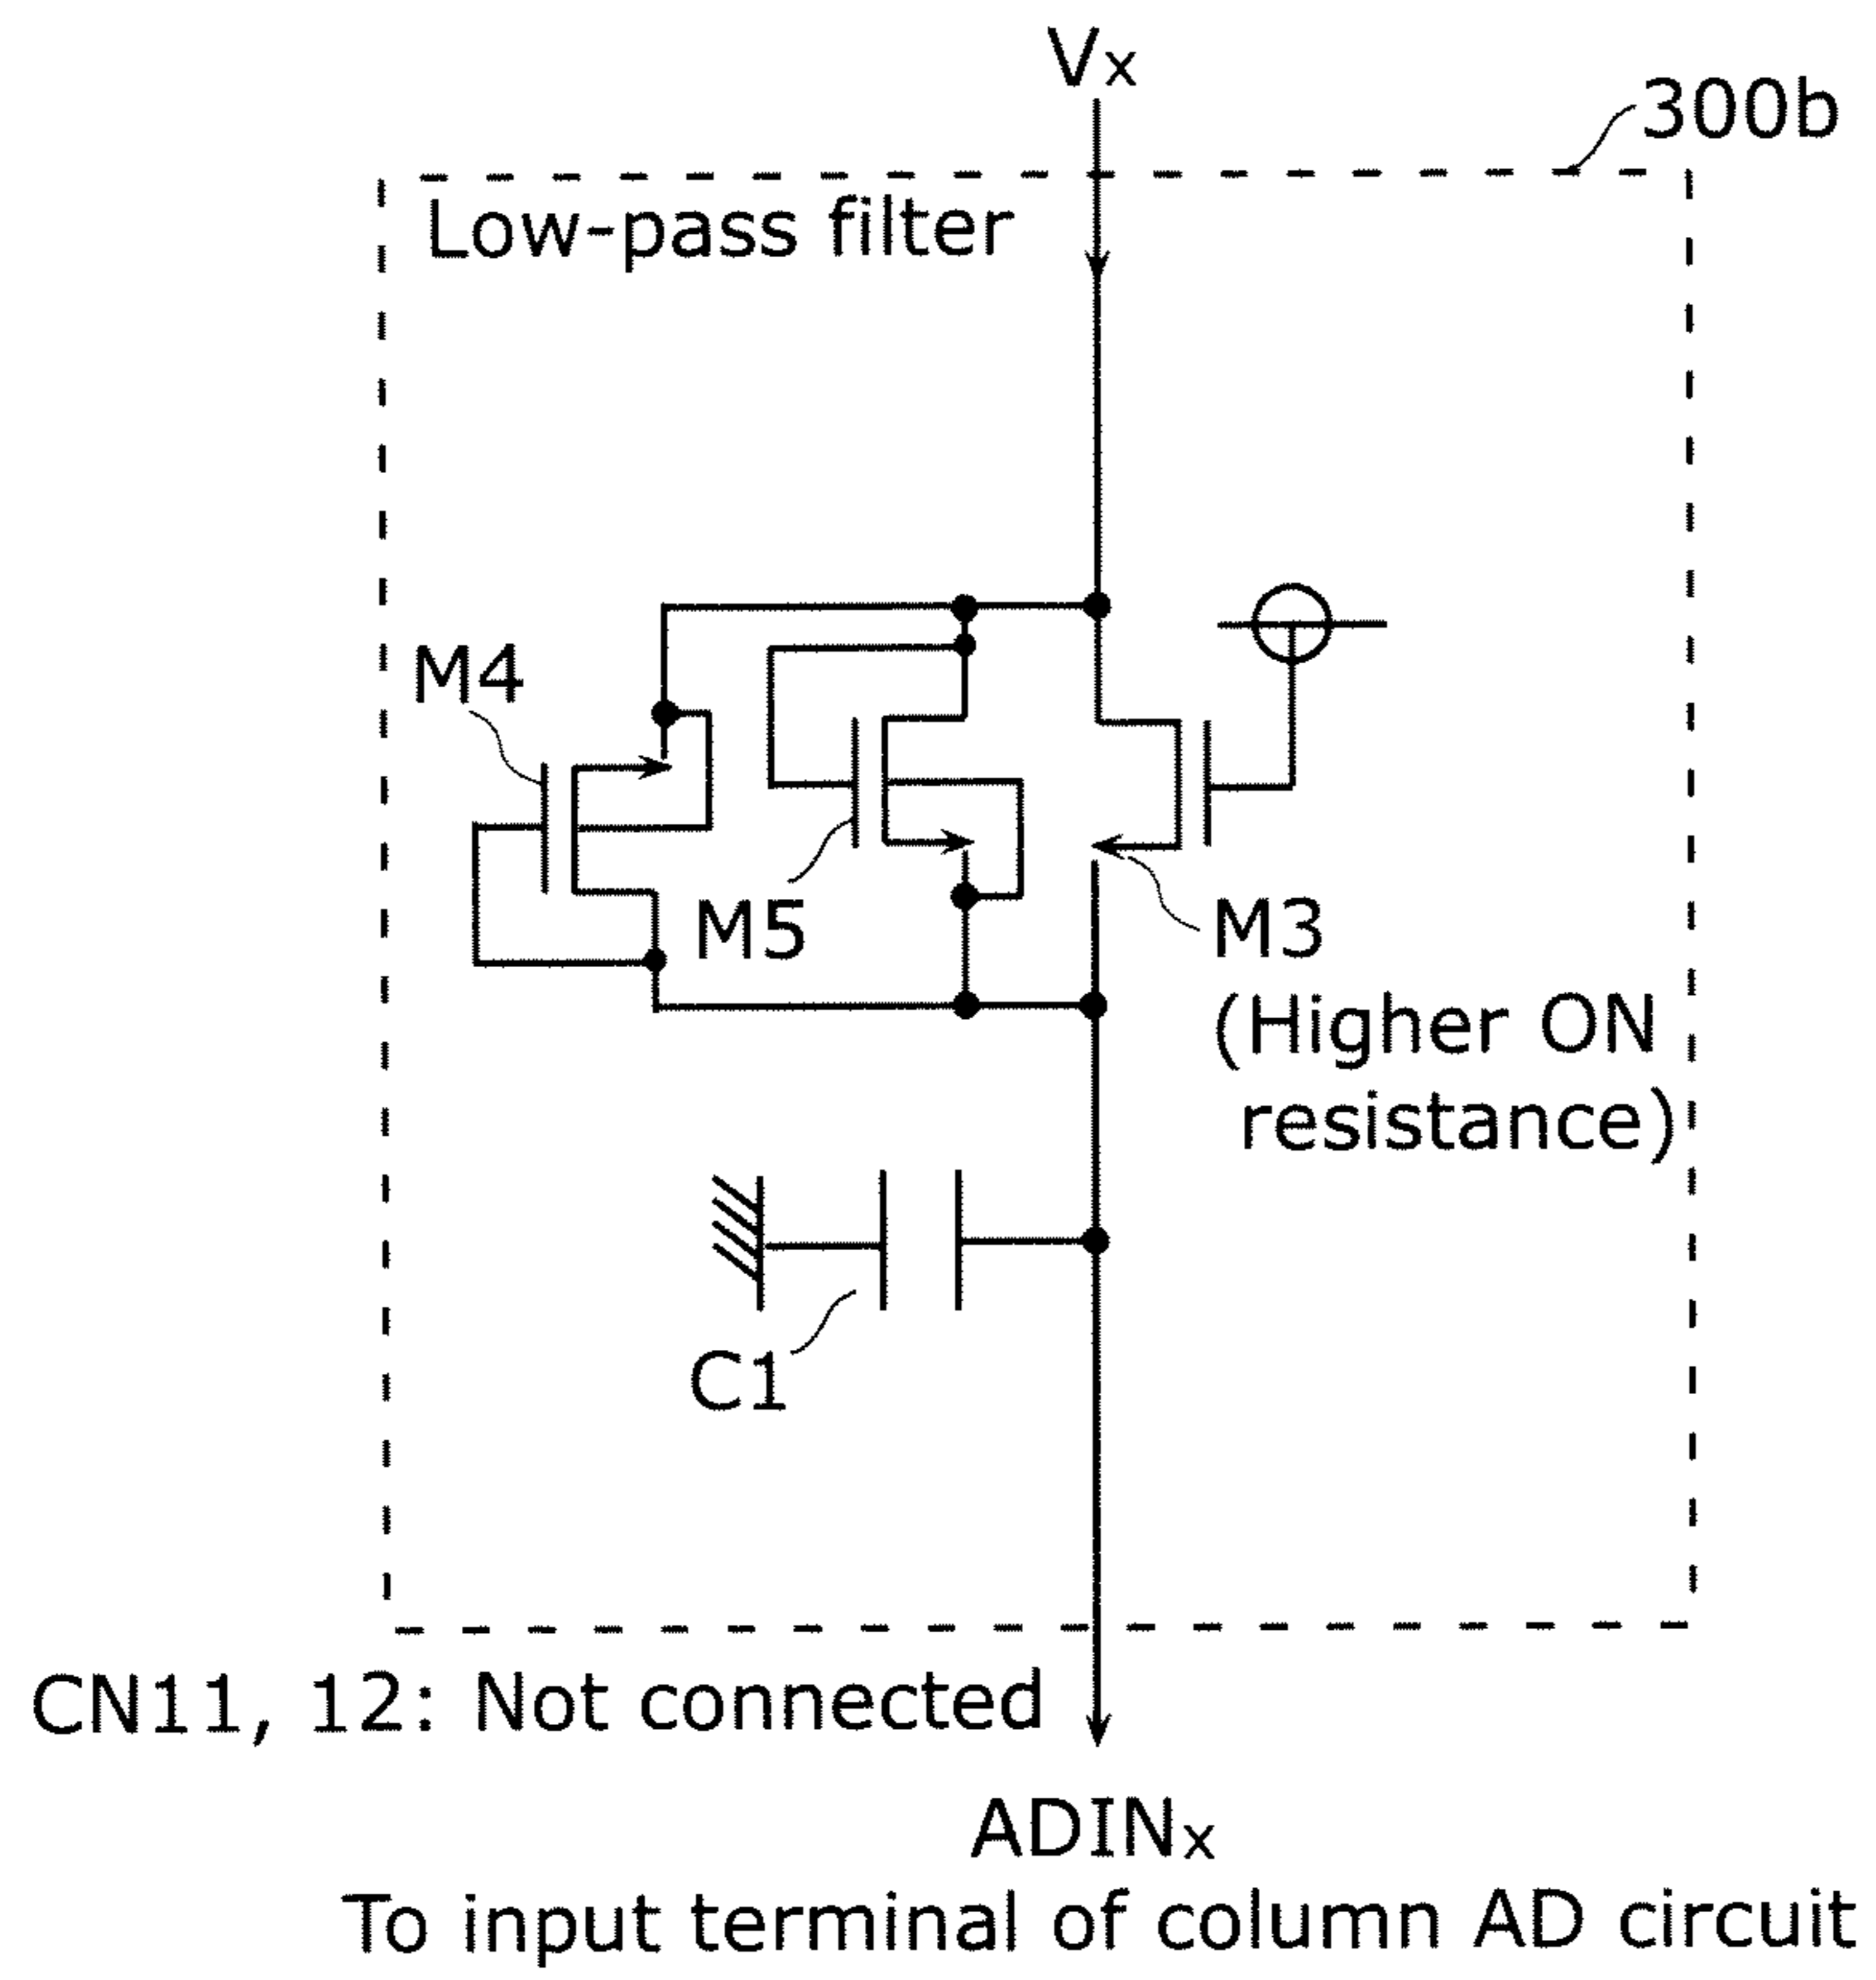 Vx
300b
Low-pass filter
M4
M5
M3
(Higher ON
resistance)
C1
CN11, 12: Not connected
ADINx
To input terminal of column AD circuit